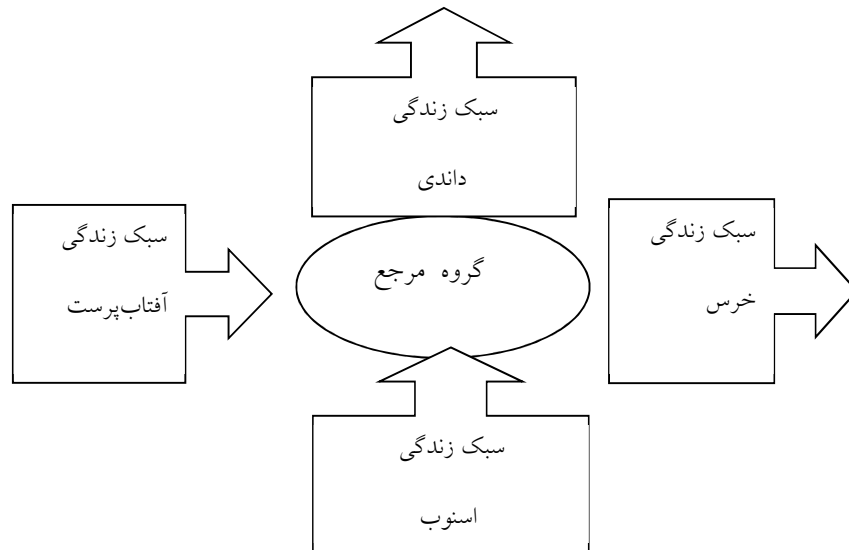 سبک زندگی
داندی
سبک زندگی
خرس
گروه مرجع
سبک زندگی
آفتاب‌پرست
سبک زندگی
اسنوب